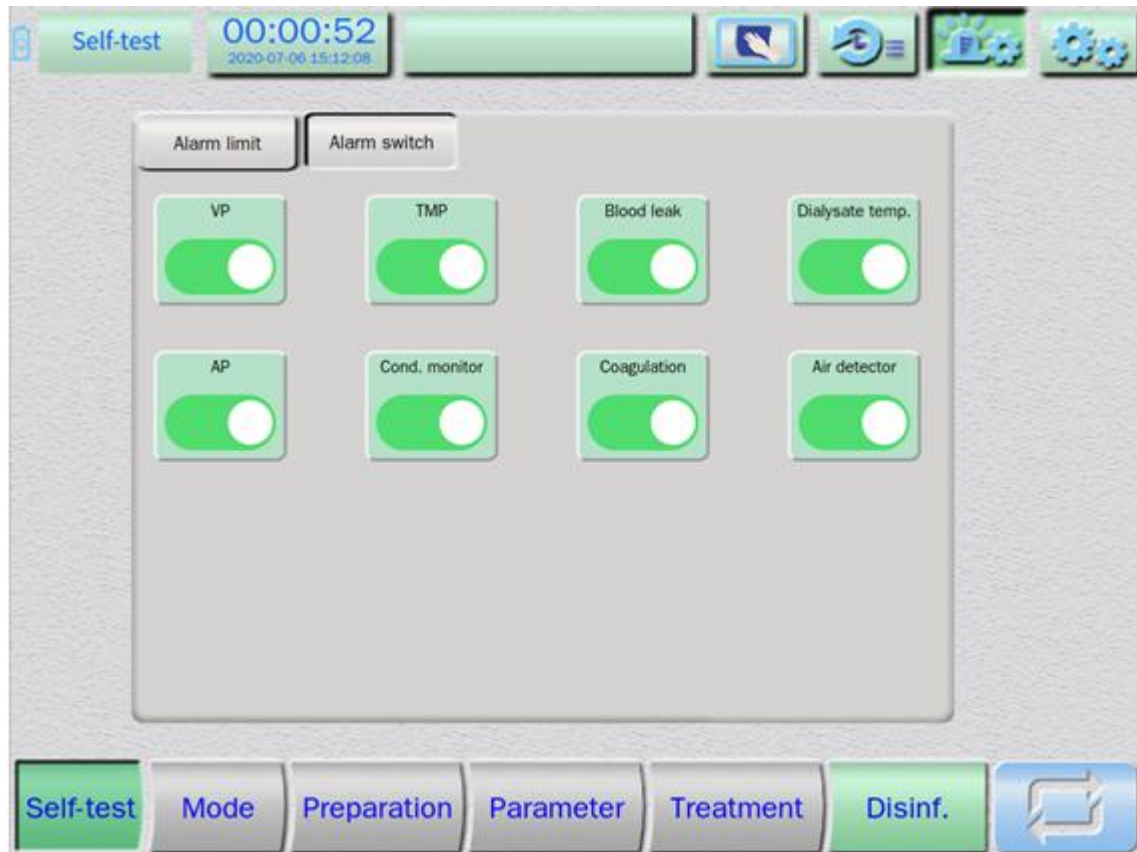 Self-test
00:00:52
2020-07-06 15:12:08
Alarm limit
Alarm switch
VP
TMP
Blood leak
Dialysate temp.
AP
Cond. monitor
Coagulation
Air detector
Self-test
Mode
Preparation
Parameter
Treatment
Disinf.